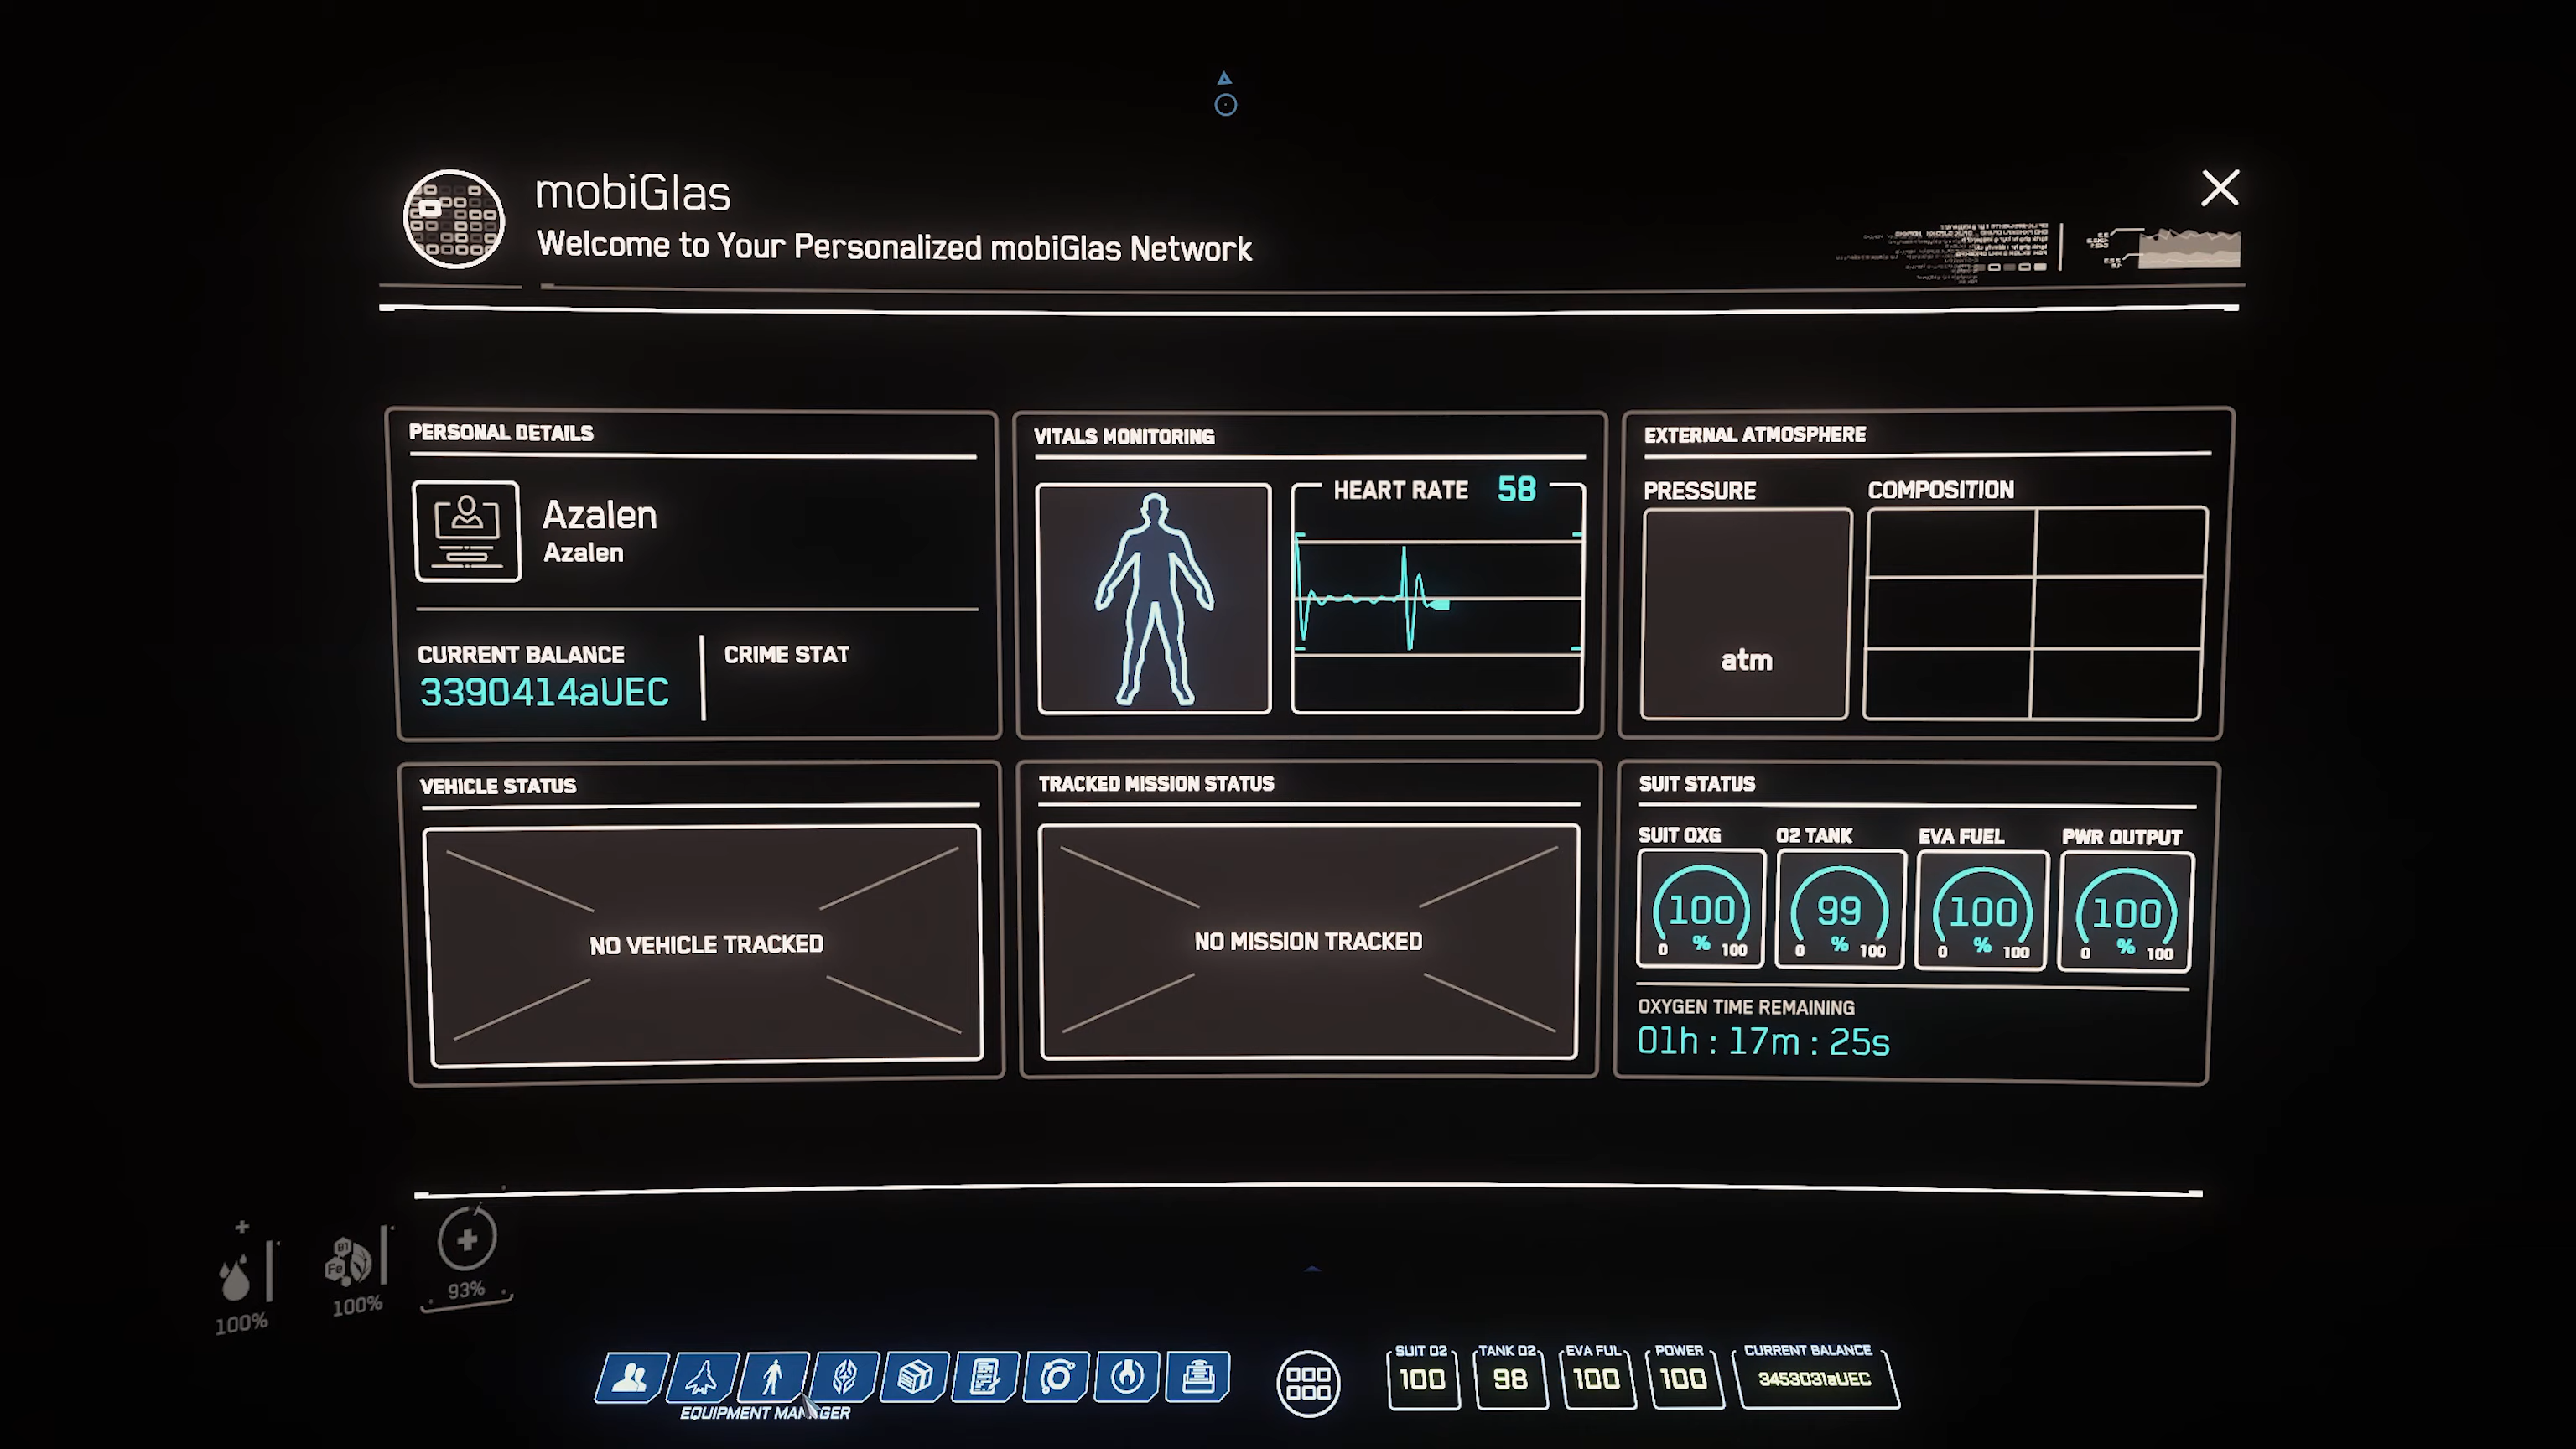 mobiGlas
Welcome to Your Personalized mobiGlas Network
PERSONAL DETAILS
Azalen
Azalen
CURRENT BALANCE
3390414aUEC
CRIME STAT
VITALS MONITORING
HEART RATE 58
EXTERNAL ATMOSPHERE
PRESSURE
COMPOSITION
atm
VEHICLE STATUS
NO VEHICLE TRACKED
TRACKED MISSION STATUS
NO MISSION TRACKED
SUIT STATUS
SUIT OXG
O2 TANK
EVA FUEL
PWR OUTPUT
100
99
100
100
0 % 100
0 % 100
0 % 100
0 % 100
OXYGEN TIME REMAINING
01h : 17m : 25s
B1
Fe
100%
100%
93%
EQUIPMENT MANAGER
SUIT O2
100
TANK O2
98
EVA FUL
100
POWER
100
CURRENT BALANCE
3453031aUEC